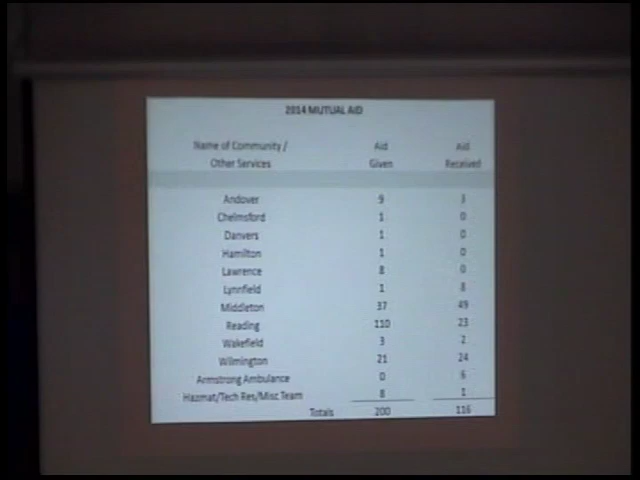 2014 MUTUAL AID
Name of Community / Aid Aid
Other Services Given Received
Andover 9 3
Chelmsford 1 0
Danvers 1 0
Hamilton 1 0
Lawrence 8 0
Lynnfield 1 8
Middleton 37 49
Reading 110 23
Wakefield 3 2
Wilmington 21 24
Armstrong Ambulance 0 6
Hazmat/Tech Res/Misc Team 8 1
Totals 200 116